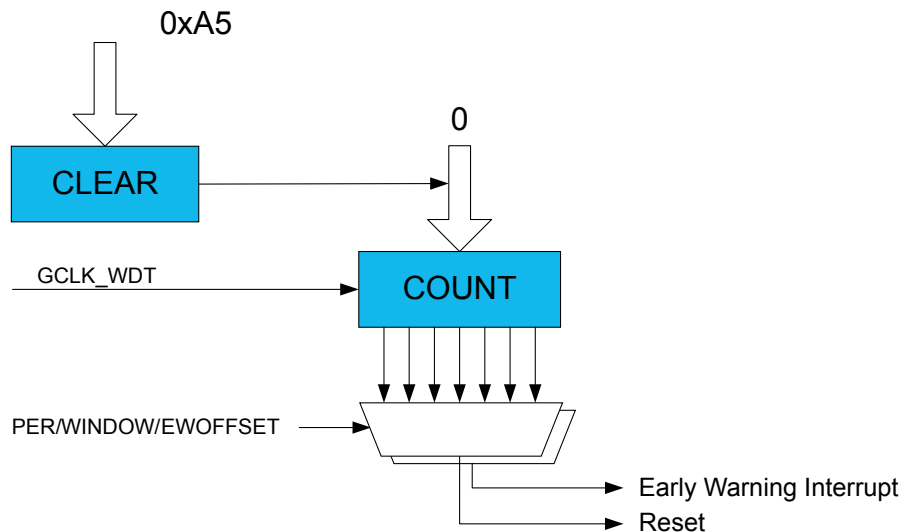 0xA5
0
CLEAR
GCLK_WDT
COUNT
PER/WINDOW/EWOFFSET
Early Warning Interrupt
Reset